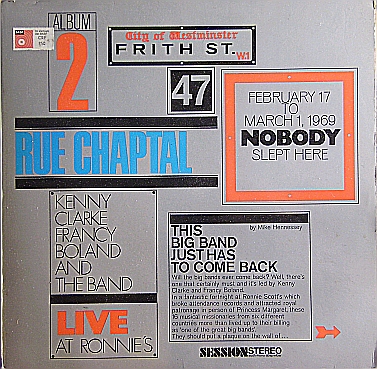 ALBUM
2
City of Westminster
FRITH ST.
W.1
47
FEBRUARY 17
TO
MARCH 1, 1969
NOBODY
SLEPT HERE
RUE CHAPTAL
KENNY
CLARKE
FRANCY
BOLAND
AND
THE BAND
LIVE
AT RONNIE'S
by Mike Hennessey
THIS
BIG BAND
JUST HAS
TO COME BACK
Will the big bands ever come back? Well, there's
one that certainly must and it's led by Kenny
Clarke and Francy Boland.
In a fantastic fortnight at Ronnie Scott's which
broke attendance records and attracted royal
patronage in person of Princess Margaret, these
16 musical missionaries from six different
countries more than lived up to their billing
as 'one of the great big bands'.
They should put a plaque on the wall of...
SESSION STEREO